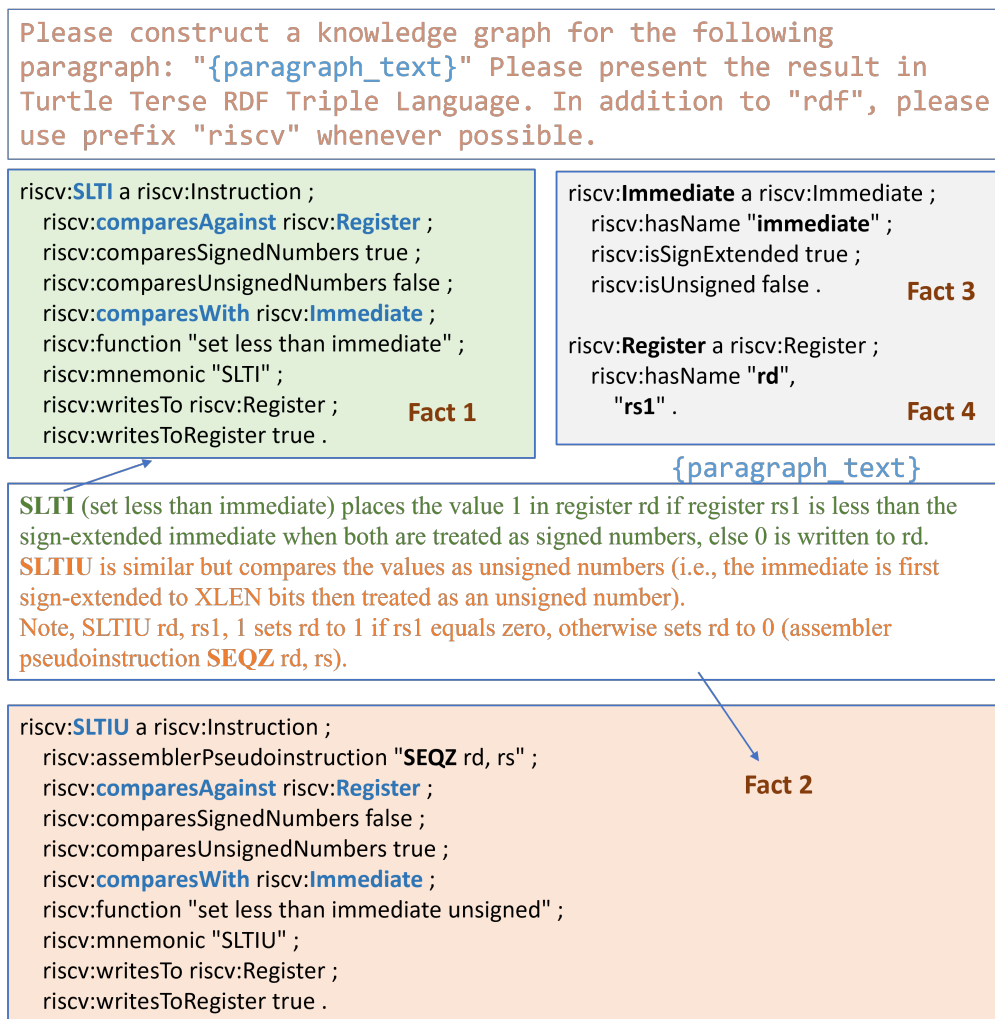 Please construct a knowledge graph for the following
paragraph: "{paragraph_text}" Please present the result in
Turtle Terse RDF Triple Language. In addition to "rdf", please
use prefix "riscv" whenever possible.
riscv:SLTI a riscv:Instruction ;
riscv:comparesAgainst riscv:Register ;
riscv:comparesSignedNumbers true ;
riscv:comparesUnsignedNumbers false ;
riscv:comparesWith riscv:Immediate ;
riscv:function "set less than immediate" ;
riscv:mnemonic "SLTI" ;
riscv:writesTo riscv:Register ;
riscv:writesToRegister true .
Fact 1
riscv:Immediate a riscv:Immediate ;
riscv:hasName "immediate" ;
riscv:isSignExtended true ;
riscv:isUnsigned false .
Fact 3
riscv:Register a riscv:Register ;
riscv:hasName "rd",
"rs1" .
Fact 4
{paragraph_text}
SLTI (set less than immediate) places the value 1 in register rd if register rs1 is less than the
sign-extended immediate when both are treated as signed numbers, else 0 is written to rd.
SLTIU is similar but compares the values as unsigned numbers (i.e., the immediate is first
sign-extended to XLEN bits then treated as an unsigned number).
Note, SLTIU rd, rs1, 1 sets rd to 1 if rs1 equals zero, otherwise sets rd to 0 (assembler
pseudoinstruction SEQZ rd, rs).
riscv:SLTIU a riscv:Instruction ;
riscv:assemblerPseudoinstruction "SEQZ rd, rs" ;
riscv:comparesAgainst riscv:Register ;
riscv:comparesSignedNumbers false ;
riscv:comparesUnsignedNumbers true ;
riscv:comparesWith riscv:Immediate ;
riscv:function "set less than immediate unsigned" ;
riscv:mnemonic "SLTIU" ;
riscv:writesTo riscv:Register ;
riscv:writesToRegister true .
Fact 2